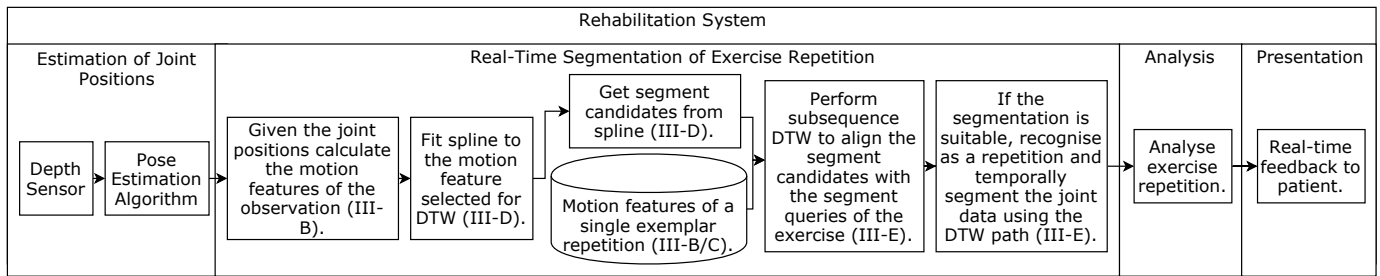 Rehabilitation System
Estimation of Joint
Positions
Real-Time Segmentation of Exercise Repetition
Analysis
Presentation
Depth
Sensor
Pose
Estimation
Algorithm
Given the joint
positions calculate
the motion
features of the
observation (III-
B).
Fit spline to
the motion
feature
selected for
DTW (III-D).
Get segment
candidates from
spline (III-D).
Motion features of a
single exemplar
repetition (III-B/C).
Perform
subsequence
DTW to align the
segment
candidates with
the segment
queries of the
exercise (III-E).
If the
segmentation is
suitable, recognise
as a repetition and
temporally
segment the joint
data using the
DTW path (III-E).
Analyse
exercise
repetition.
Real-time
feedback to
patient.